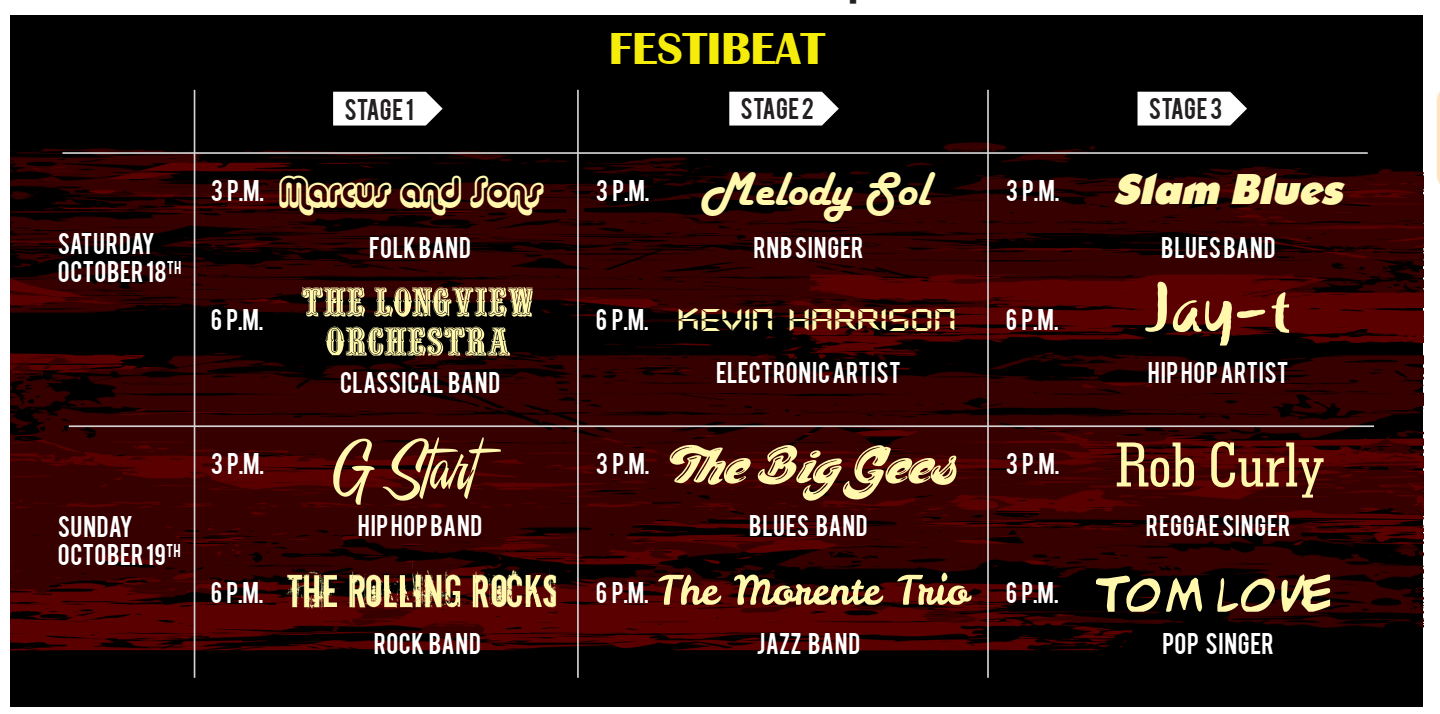 FESTIBEAT
STAGE 1
STAGE 2
STAGE 3
SATURDAY
OCTOBER 18TH
3 P.M. Marcus and Sons
FOLK BAND
3 P.M. Melody Sol
RNB SINGER
3 P.M. Slam Blues
BLUES BAND
6 P.M. THE LONGVIEW
ORCHESTRA
CLASSICAL BAND
6 P.M. KEVIN HARRISON
ELECTRONIC ARTIST
6 P.M. Jay-t
HIP HOP ARTIST
SUNDAY
OCTOBER 19TH
3 P.M. G Start
HIP HOP BAND
3 P.M. The Big Gees
BLUES BAND
3 P.M. Rob Curly
REGGAE SINGER
6 P.M. THE ROLLING ROCKS
ROCK BAND
6 P.M. The Morente Trio
JAZZ BAND
6 P.M. TOM LOVE
POP SINGER